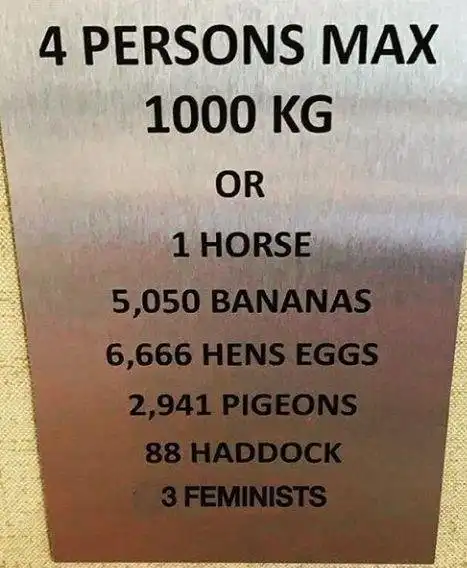 4 PERSONS MAX
1000 KG
OR
1 HORSE
5,050 BANANAS
6,666 HENS EGGS
2,941 PIGEONS
88 HADDOCK
3 FEMINISTS